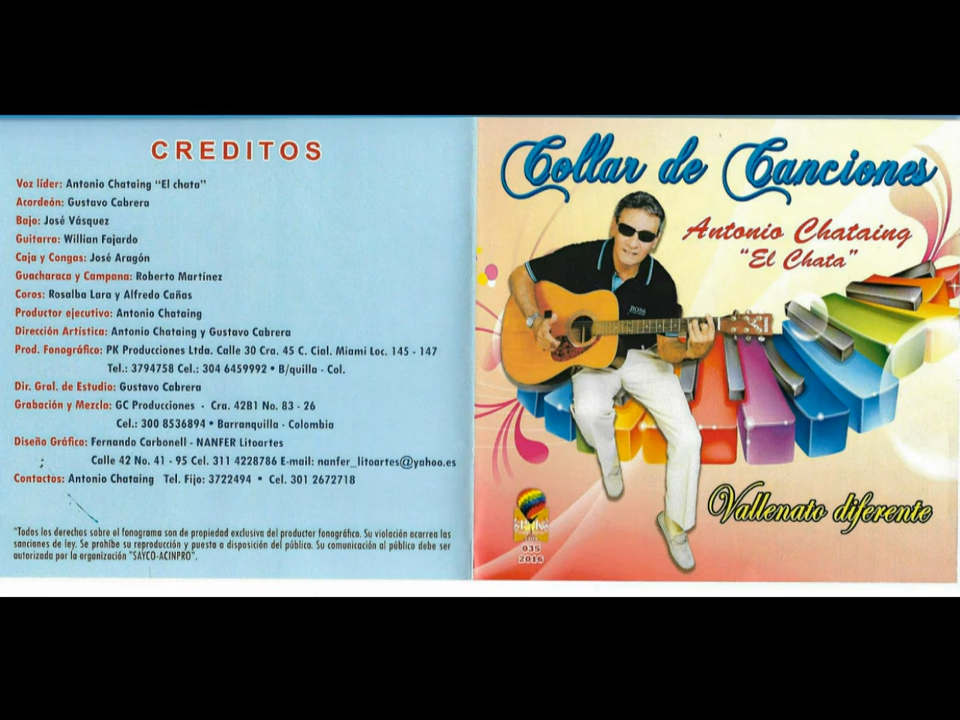 CREDITOS
Voz líder: Antonio Chataing "El chata"
Acordeón: Gustavo Cabrera
Bajo: José Vásquez
Guitarra: Willian Fajardo
Caja y Congas: José Aragón
Guacharaca y Campana: Roberto Martínez
Coros: Rosalba Lara y Alfredo Cañas
Productor ejecutivo: Antonio Chataing
Dirección Artística: Antonio Chataing y Gustavo Cabrera
Prod. Fonográfico: PK Producciones Ltda. Calle 30 Cra. 45 C. Cial. Miami Loc. 145 - 147
Tel.: 3794758 Cel.: 304 6459992 • B/quilla - Col.
Dir. Gral. de Estudio: Gustavo Cabrera
Grabación y Mezcla: GC Producciones - Cra. 42B1 No. 83 - 26
Cel.: 300 8536894 • Barranquilla - Colombia
Diseño Gráfico: Fernando Carbonell - NANFER Litoartes
Calle 42 No. 41 - 95 Cel. 311 4228786 E-mail: nanfer_litoartes@yahoo.es
Contactos: Antonio Chataing Tel. Fijo: 3722494 • Cel. 301 2672718
"Todos los derechos sobre el fonograma son de propiedad exclusiva del productor fonográfico. Su violación acarrea las
sanciones de ley. Se prohíbe su reproducción y puesta a disposición del público. Su comunicación al público debe ser
autorizada por la organización "SAYCO-ACINPRO".
Collar de Canciones
Antonio Chataing
"El Chata"
BOSS
Vallenato diferente
035
2016